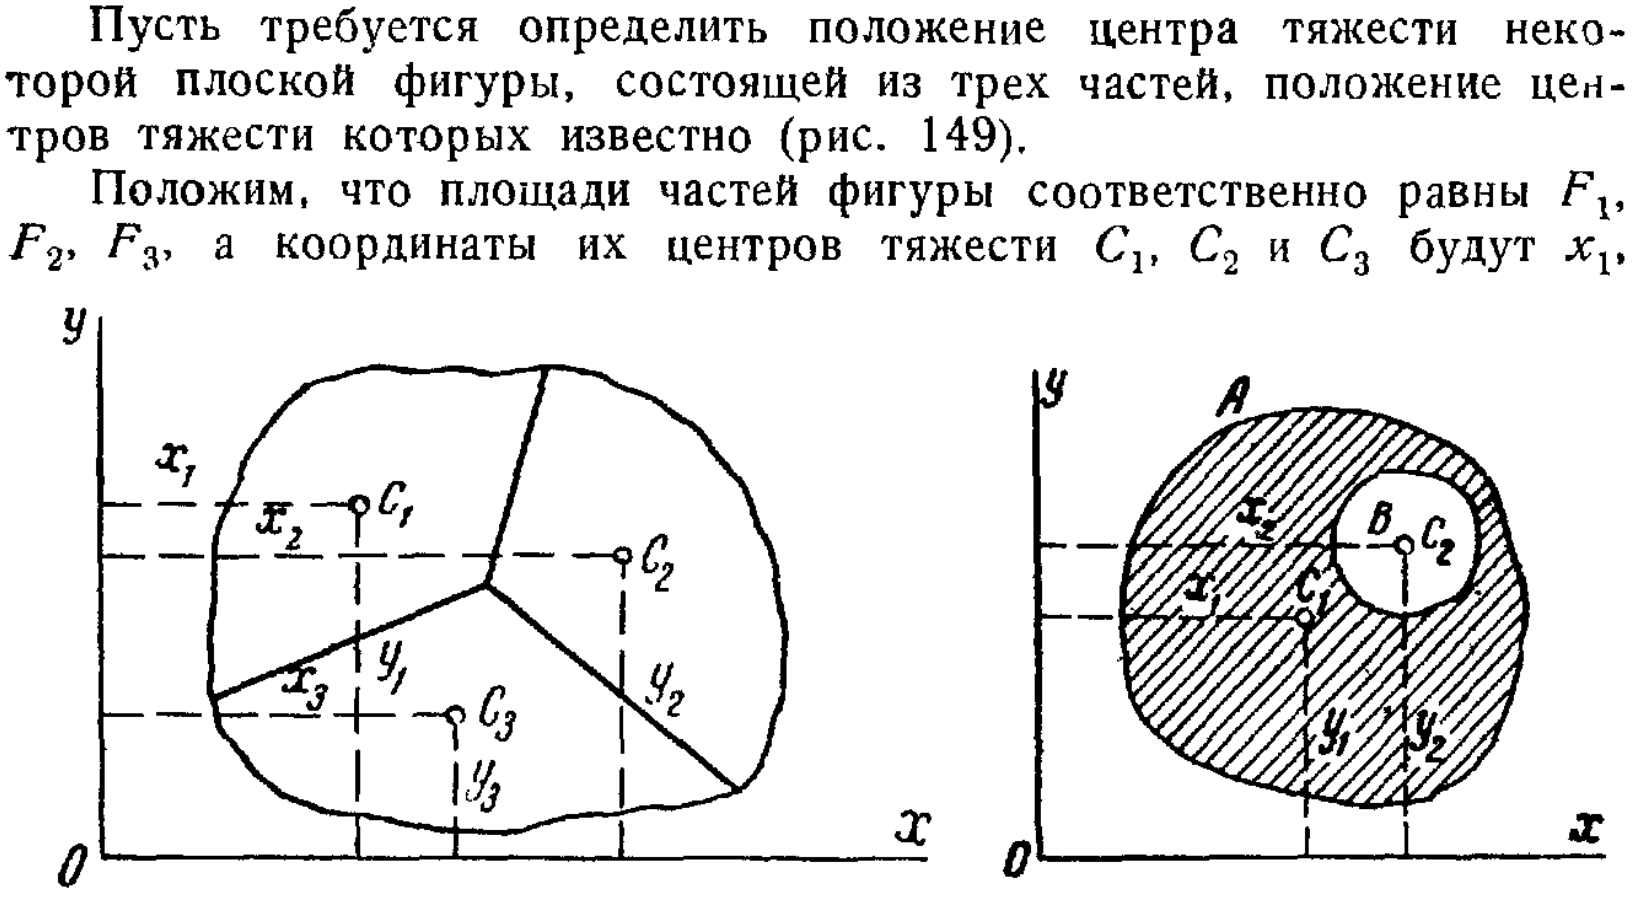 Пусть требуется определить положение центра тяжести неко-
торой плоской фигуры, состоящей из трех частей, положение цен-
тров тяжести которых известно (рис. 149).
Положим, что площади частей фигуры соответственно равны F₁,
F₂, F₃, а координаты их центров тяжести C₁, C₂ и C₃ будут x₁,
y
x₁
C₁
x₂
C₂
y₁
y₂
x₃
C₃
y₃
x
0
y
A
x₂
B
C₂
x₁
C₁
y₁
y₂
x
0